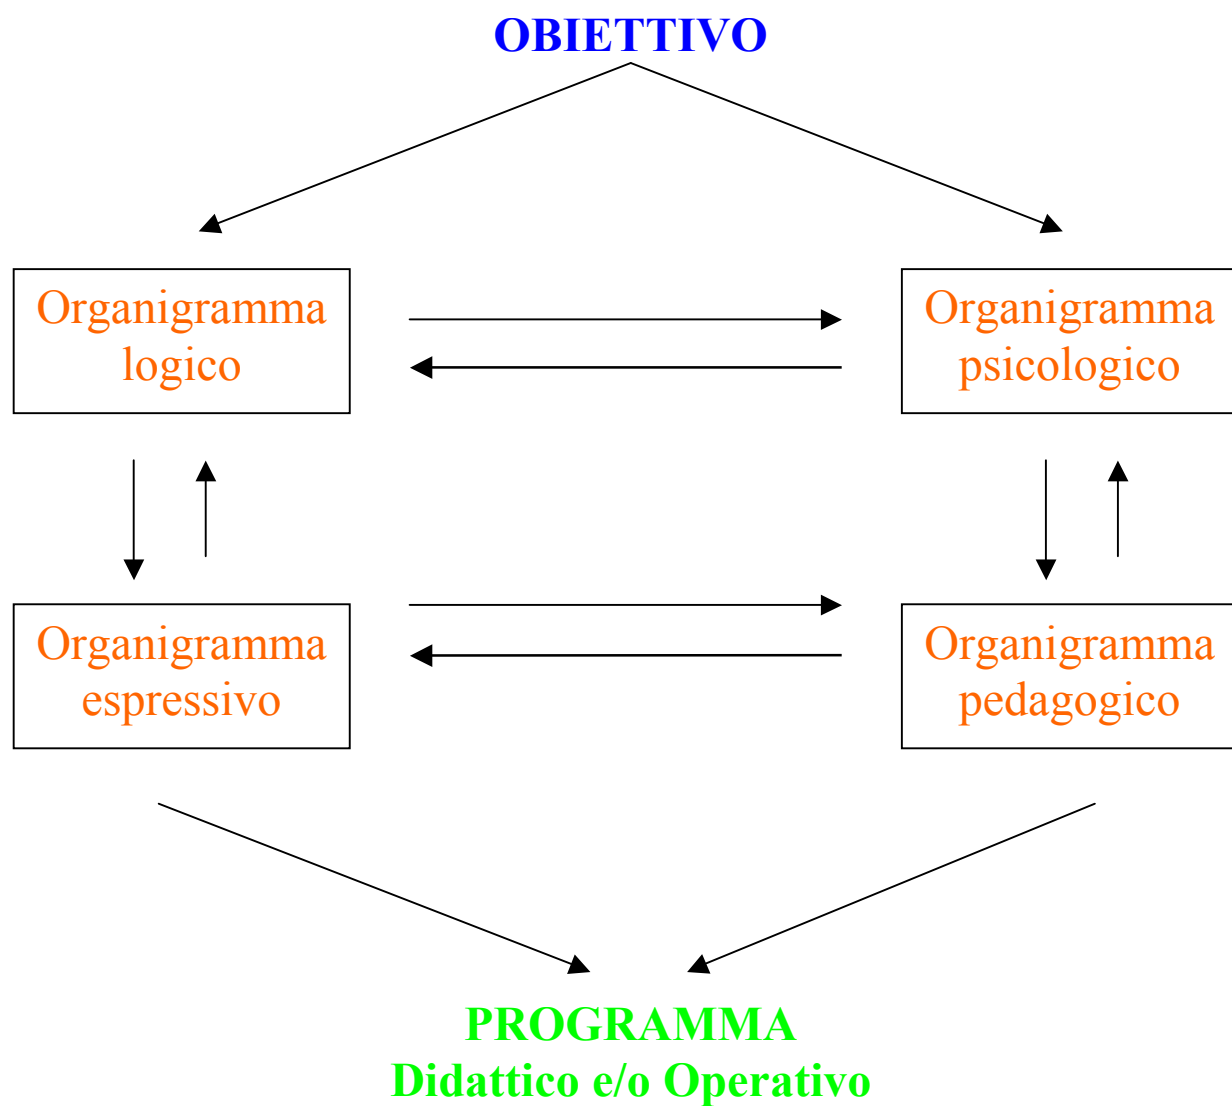 OBIETTIVO
Organigramma
logico
Organigramma
psicologico
Organigramma
espressivo
Organigramma
pedagogico
PROGRAMMA
Didattico e/o Operativo